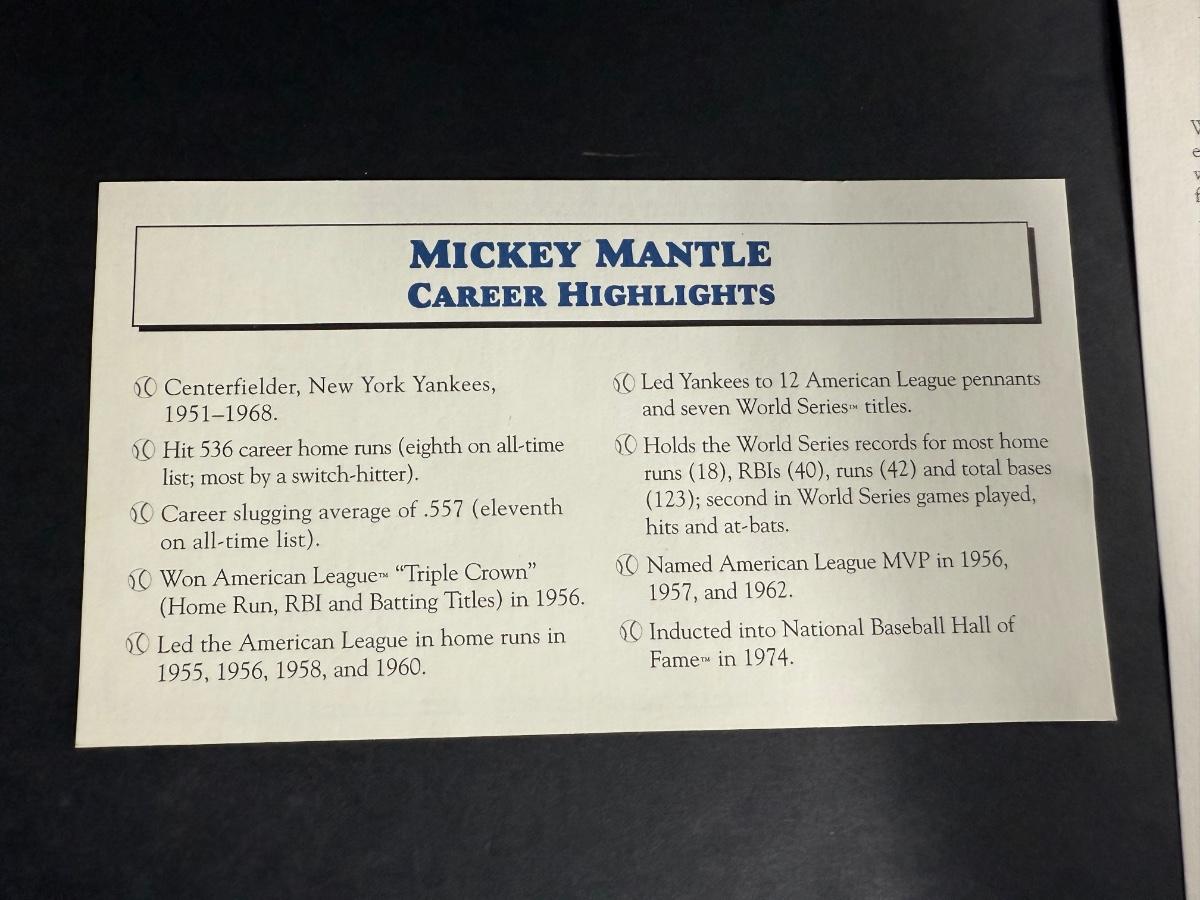 MICKEY MANTLE
CAREER HIGHLIGHTS
Centerfielder, New York Yankees,
1951–1968.
Hit 536 career home runs (eighth on all-time
list; most by a switch-hitter).
Career slugging average of .557 (eleventh
on all-time list).
Won American League™ “Triple Crown”
(Home Run, RBI and Batting Titles) in 1956.
Led the American League in home runs in
1955, 1956, 1958, and 1960.
Led Yankees to 12 American League pennants
and seven World Series™ titles.
Holds the World Series records for most home
runs (18), RBIs (40), runs (42) and total bases
(123); second in World Series games played,
hits and at-bats.
Named American League MVP in 1956,
1957, and 1962.
Inducted into National Baseball Hall of
Fame™ in 1974.